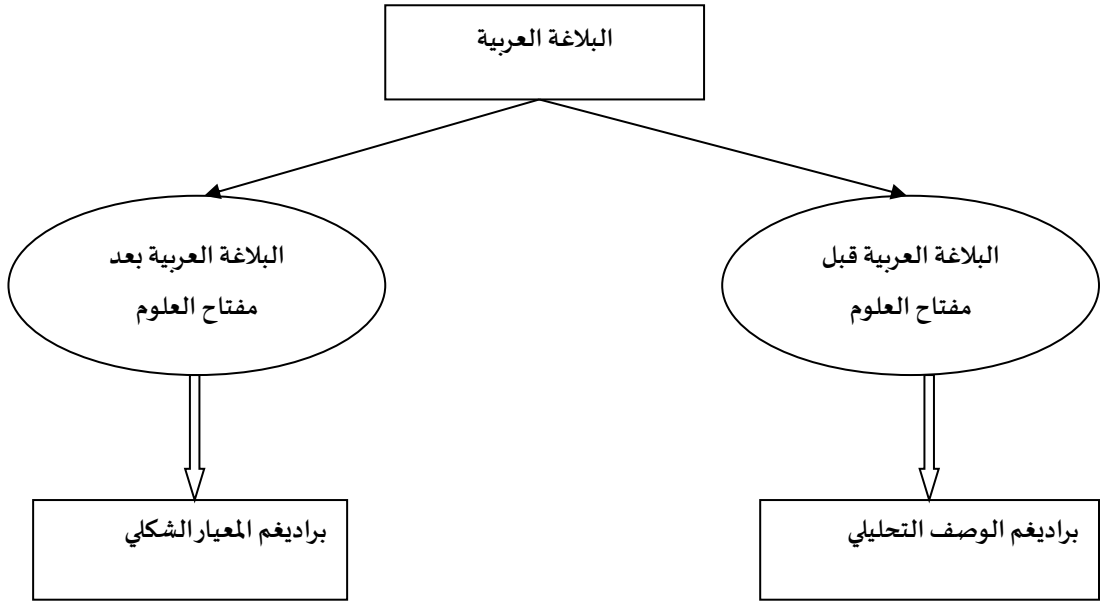 البلاغة العربية
البلاغة العربية قبل
مفتاح العلوم
البلاغة العربية بعد
مفتاح العلوم
براديغم الوصف التحليلي
براديغم المعيار الشكلي